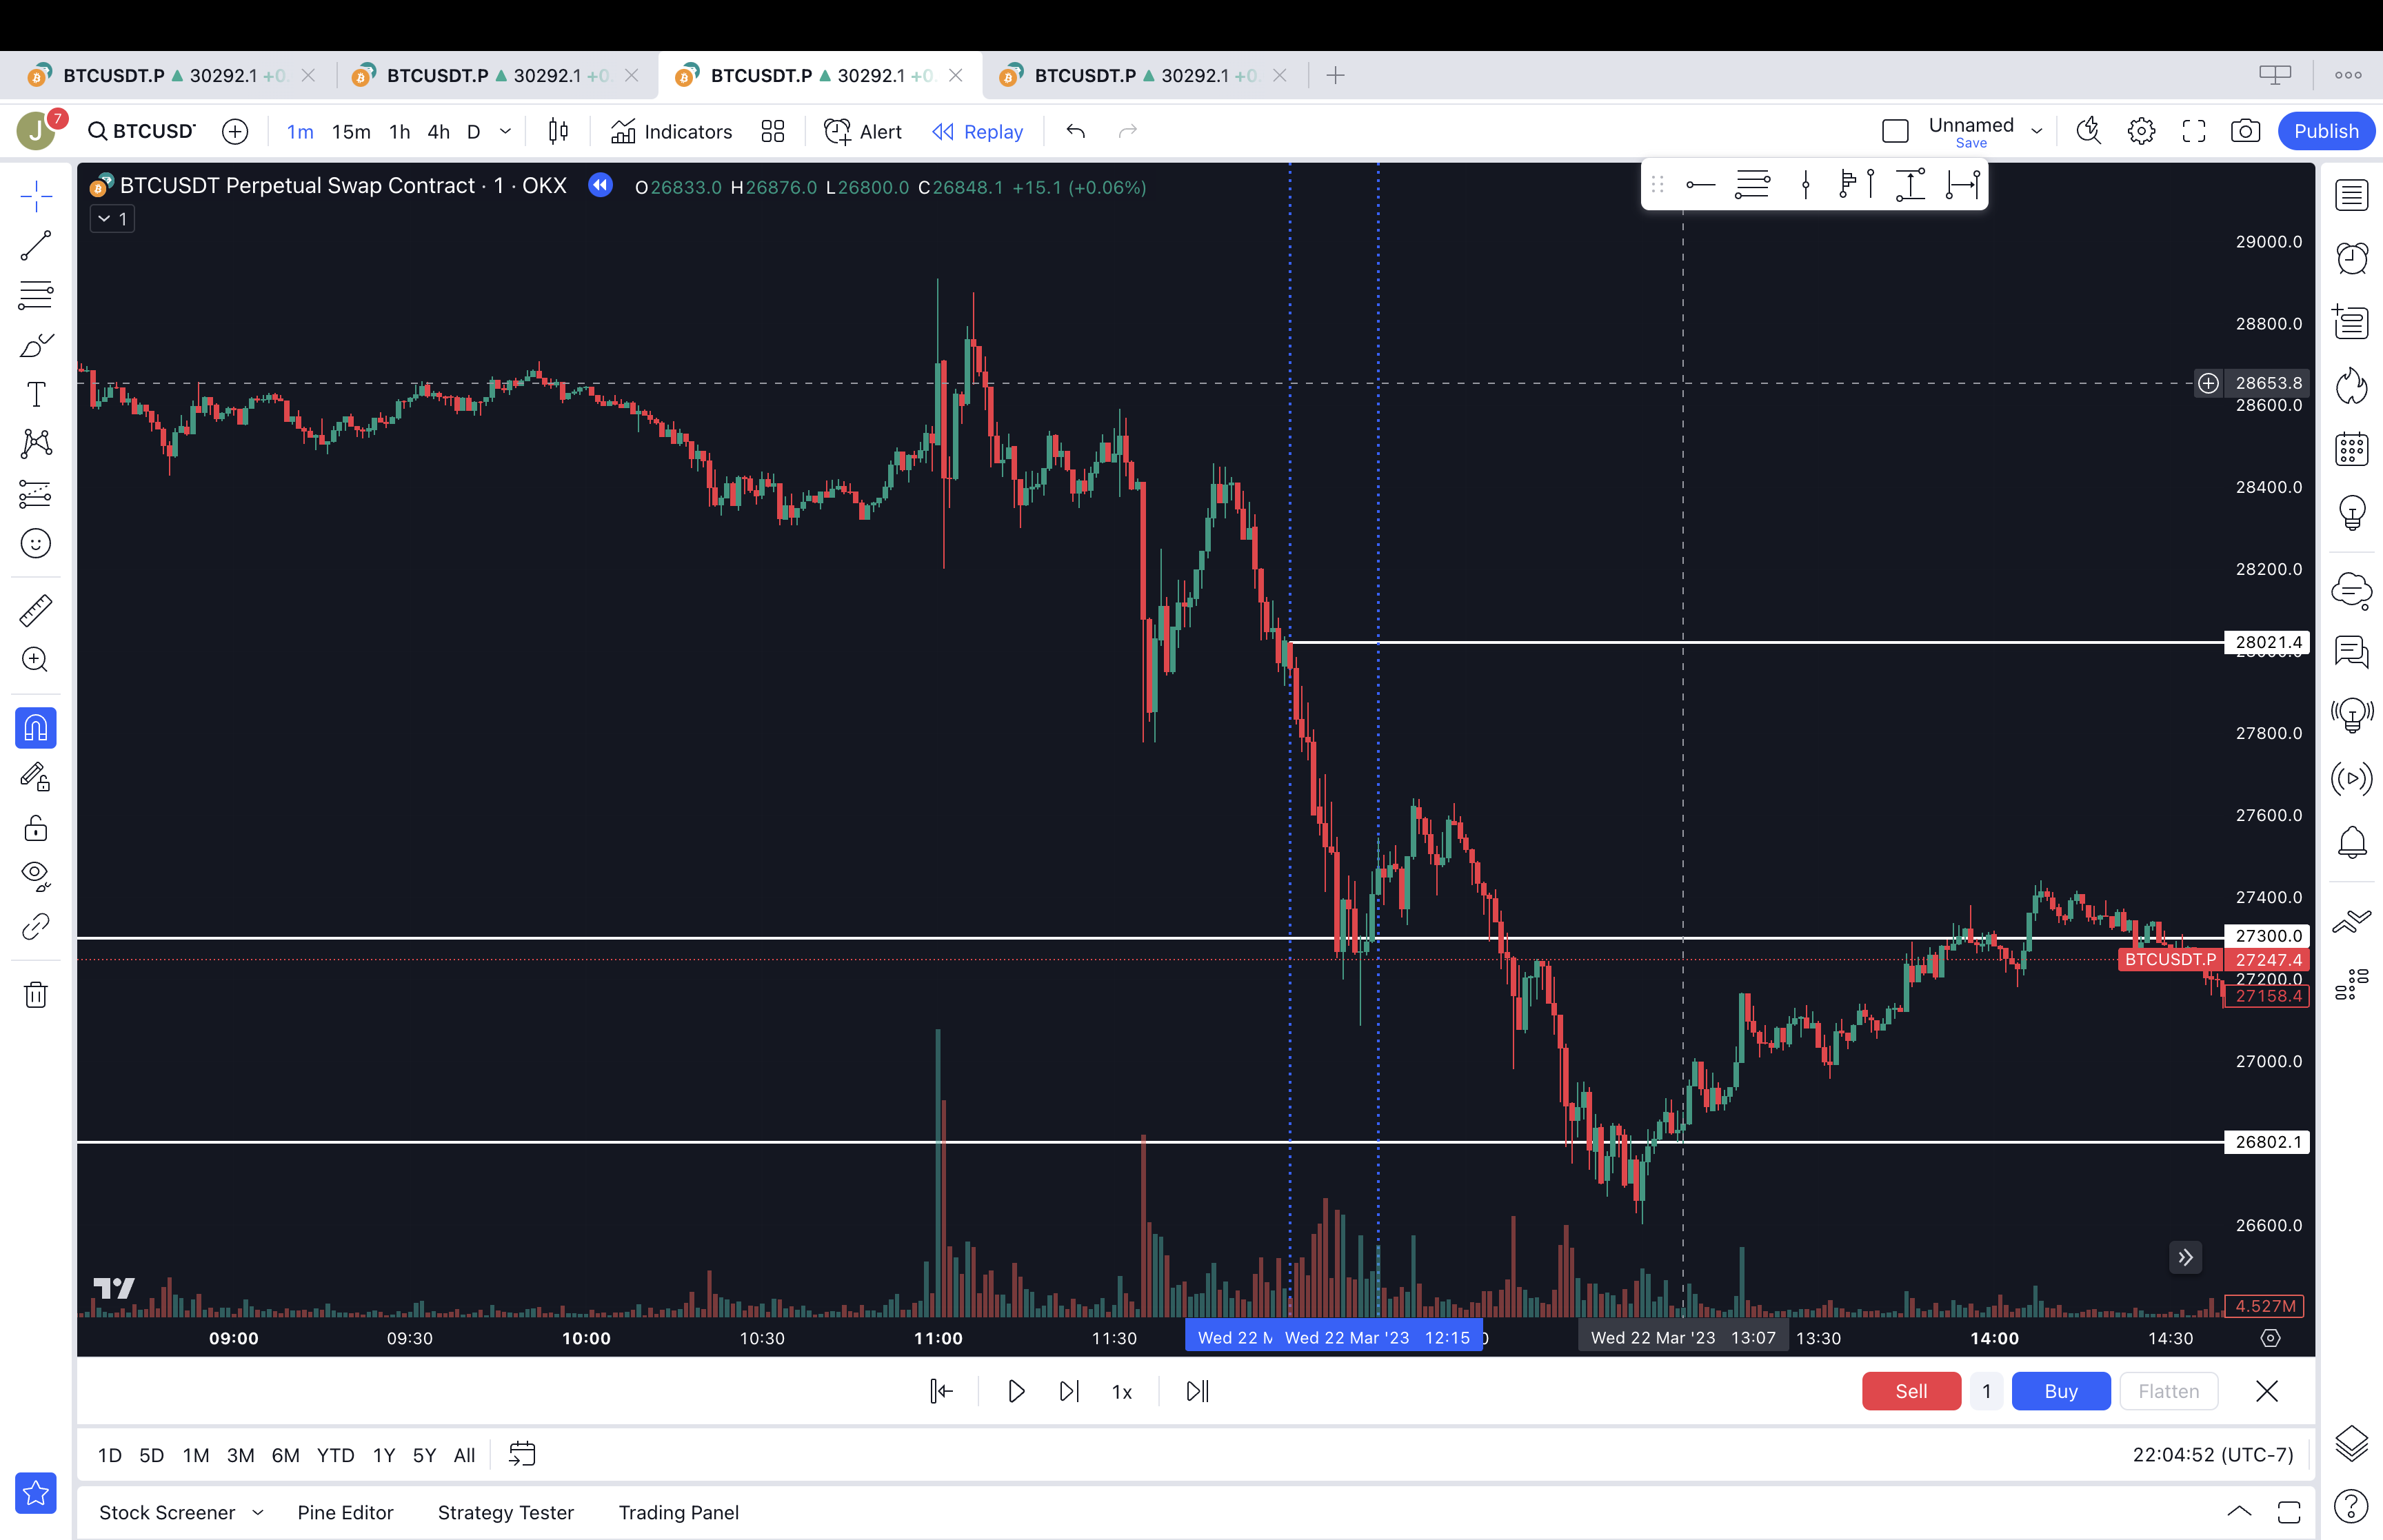 BTCUSDT.P 30292.1 +0 BTCUSDT.P 30292.1 +0 BTCUSDT.P 30292.1 +0 BTCUSDT.P 30292.1 +0
J 7 BTCUSD 1m 15m 1h 4h D Indicators Alert Replay Unnamed Save Publish
BTCUSDT Perpetual Swap Contract · 1 · OKX O26833.0 H26876.0 L26800.0 C26848.1 +15.1 (+0.06%)
1
29000.0
28800.0
28653.8
28600.0
28400.0
28200.0
28021.4
27800.0
27600.0
27400.0
27300.0
BTCUSDT.P 27247.4
27200.0
27158.4
27000.0
26802.1
26600.0
4.527M
09:00 09:30 10:00 10:30 11:00 11:30 Wed 22 Wed 22 Mar '23 12:15 Wed 22 Mar '23 13:07 13:30 14:00 14:30
1x Sell 1 Buy Flatten
1D 5D 1M 3M 6M YTD 1Y 5Y All 22:04:52 (UTC-7)
Stock Screener Pine Editor Strategy Tester Trading Panel